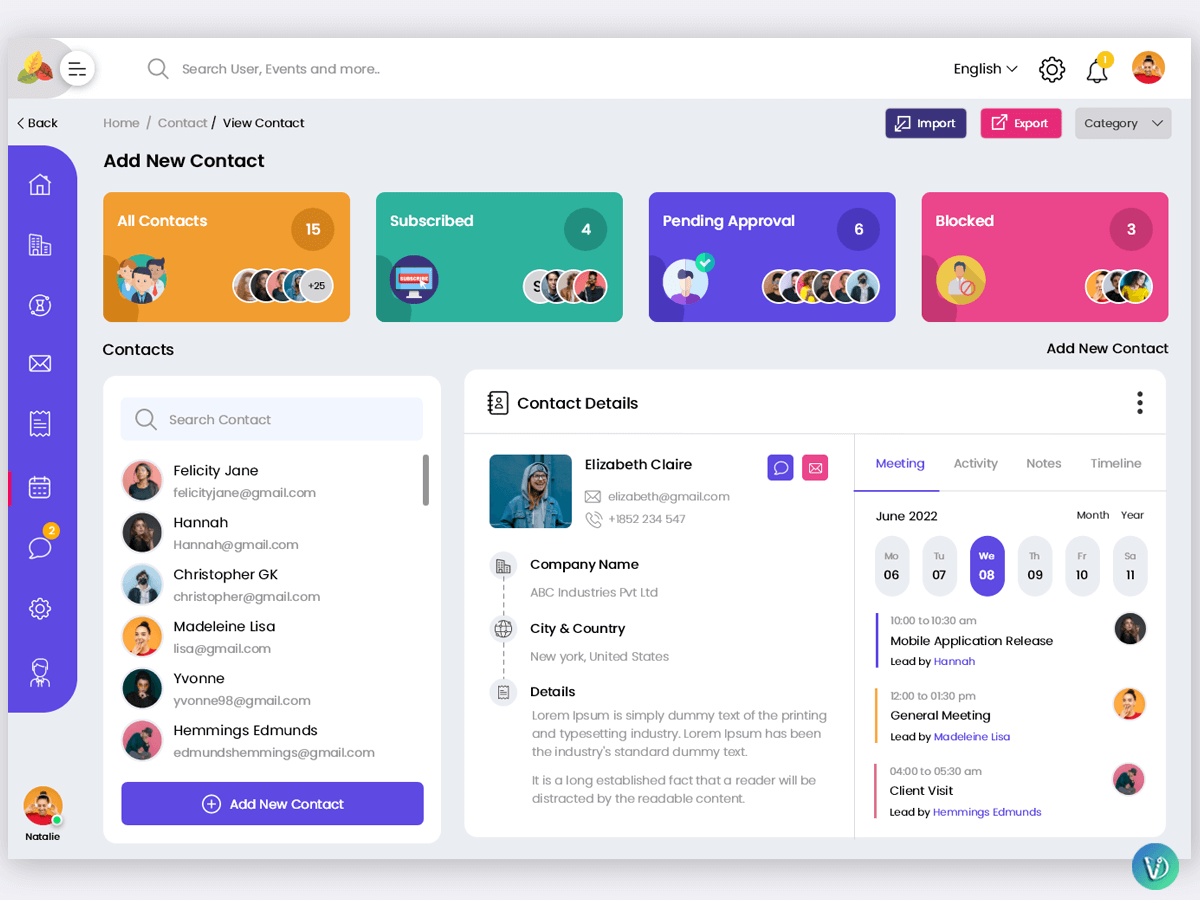 Search User, Events and more..
English
1
Back
Home / Contact / View Contact
Import
Export
Category
Add New Contact
All Contacts
15
+25
Subscribed
4
SUBSCRIBE
S
Pending Approval
6
Blocked
3
Contacts
Add New Contact
Search Contact
Felicity Jane
felicityjane@gmail.com
Hannah
Hannah@gmail.com
Christopher GK
christopher@gmail.com
Madeleine Lisa
lisa@gmail.com
Yvonne
yvonne98@gmail.com
Hemmings Edmunds
edmundshemmings@gmail.com
Add New Contact
2
Natalie
Contact Details
Elizabeth Claire
elizabeth@gmail.com
+1852 234 547
Company Name
ABC Industries Pvt Ltd
City & Country
New york, United States
Details
Lorem Ipsum is simply dummy text of the printing
and typesetting industry. Lorem Ipsum has been
the industry's standard dummy text.
It is a long established fact that a reader will be
distracted by the readable content.
Meeting Activity Notes Timeline
June 2022 Month Year
Mo Tu We Th Fr Sa
06 07 08 09 10 11
10:00 to 10:30 am
Mobile Application Release
Lead by Hannah
12:00 to 01:30 pm
General Meeting
Lead by Madeleine Lisa
04:00 to 05:30 am
Client Visit
Lead by Hemmings Edmunds